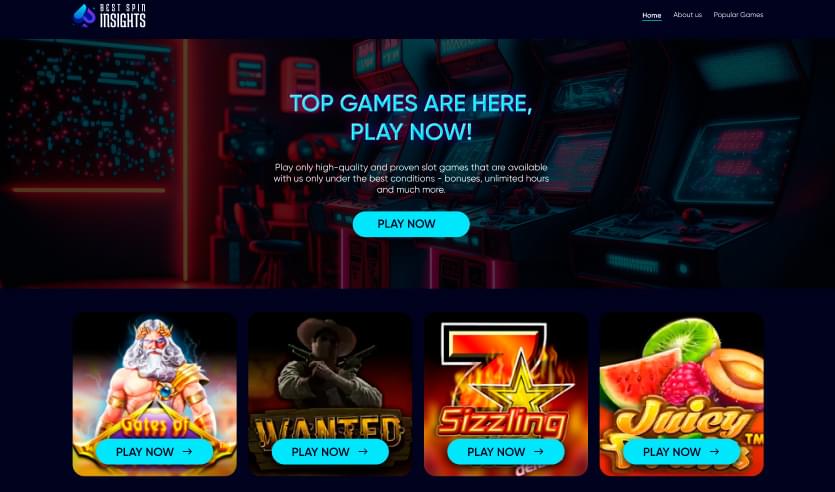 BEST SPIN
INSIGHTS
Home About us Popular Games
TOP GAMES ARE HERE,
PLAY NOW!
Play only high-quality and proven slot games that are available
with us only under the best conditions - bonuses, unlimited hours
and much more.
PLAY NOW
Gates of
WANTED
7
Sizzling
Juicy
TM
PLAY NOW → PLAY NOW → PLAY NOW → PLAY NOW →